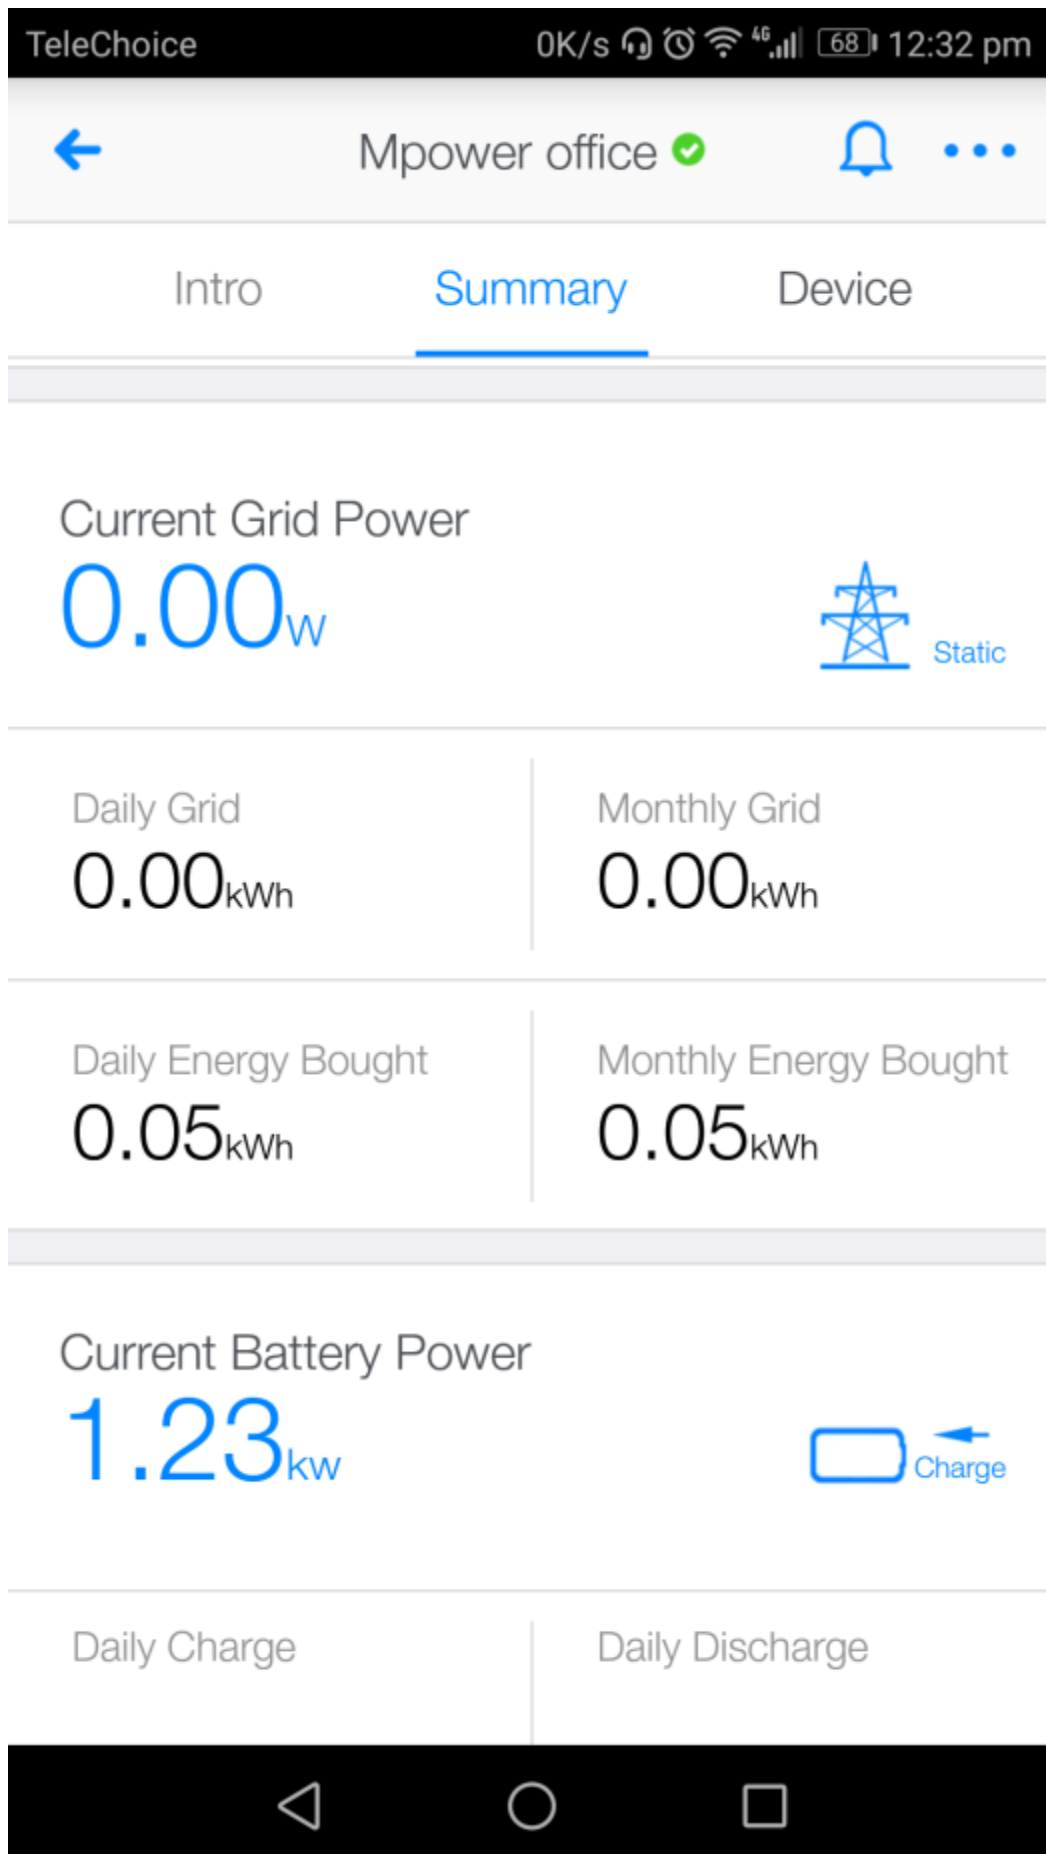 TeleChoice 0K/s 4G 68 12:32 pm
Mpower office
Intro Summary Device
Current Grid Power
0.00W
Static
Daily Grid Monthly Grid
0.00kWh 0.00kWh
Daily Energy Bought Monthly Energy Bought
0.05kWh 0.05kWh
Current Battery Power
1.23kw
Charge
Daily Charge Daily Discharge